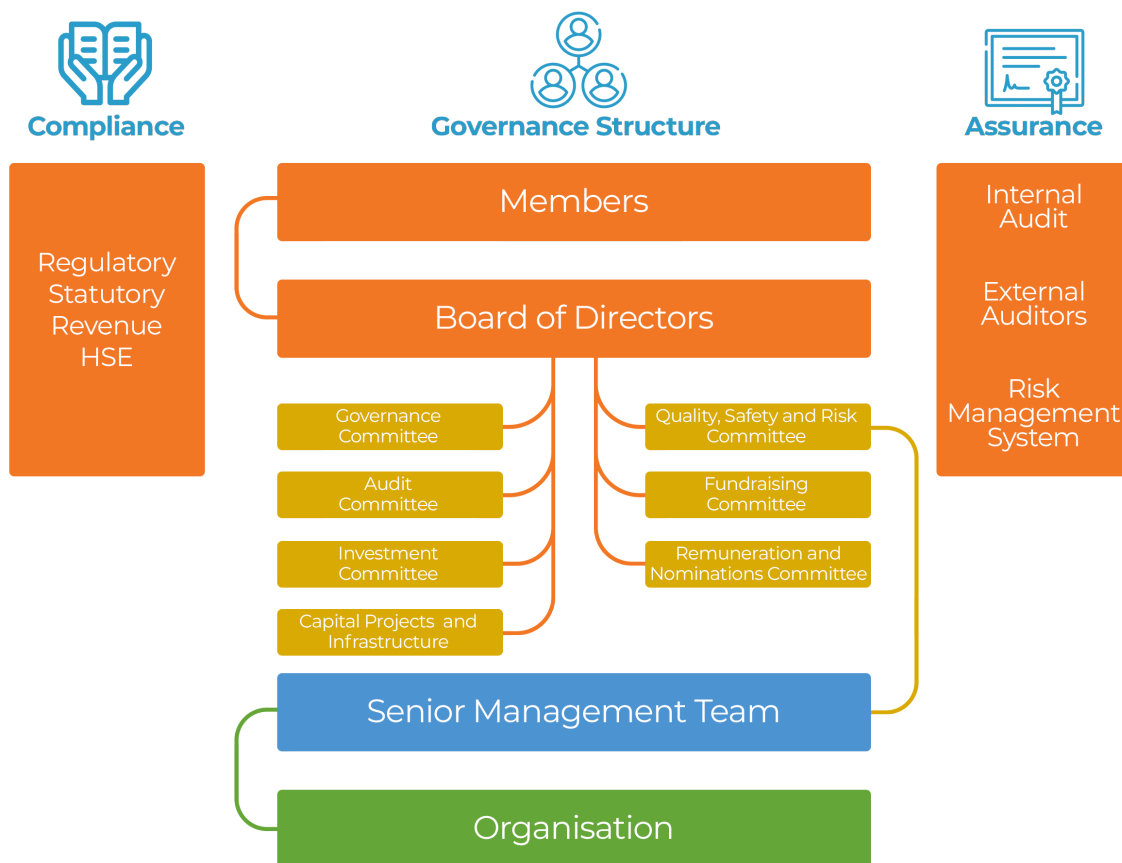 Compliance
Regulatory
Statutory
Revenue
HSE
Governance Structure
Members
Board of Directors
Governance
Committee
Audit
Committee
Investment
Committee
Capital Projects and
Infrastructure
Quality, Safety and Risk
Committee
Fundraising
Committee
Remuneration and
Nominations Committee
Senior Management Team
Organisation
Assurance
Internal
Audit
External
Auditors
Risk
Management
System